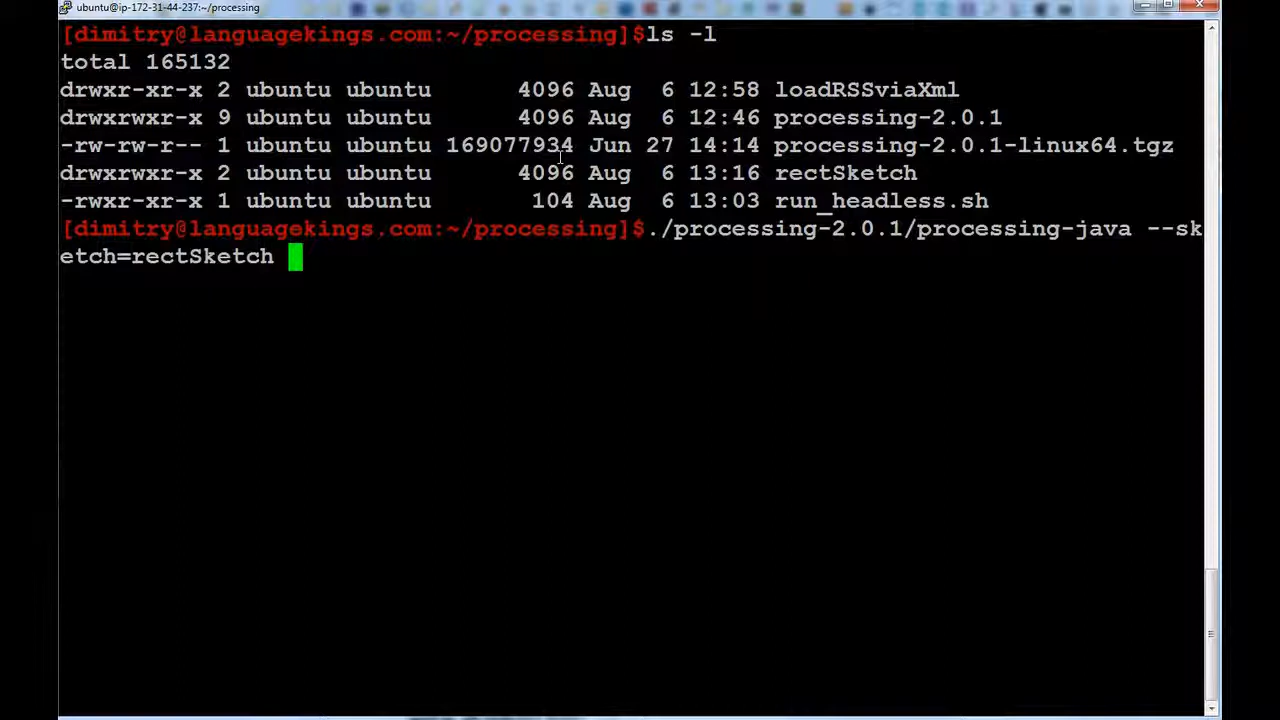 ubuntu@ip-172-31-44-237:~/processing
[dimitry@languagekings.com:~/processing]$ls -l
total 165132
drwxr-xr-x 2 ubuntu ubuntu      4096 Aug  6 12:58 loadRSSviaXml
drwxrwxr-x 9 ubuntu ubuntu      4096 Aug  6 12:46 processing-2.0.1
-rw-rw-r-- 1 ubuntu ubuntu 169077934 Jun 27 14:14 processing-2.0.1-linux64.tgz
drwxrwxr-x 2 ubuntu ubuntu      4096 Aug  6 13:16 rectSketch
-rwxr-xr-x 1 ubuntu ubuntu       104 Aug  6 13:03 run_headless.sh
[dimitry@languagekings.com:~/processing]$./processing-2.0.1/processing-java --sk
etch=rectSketch